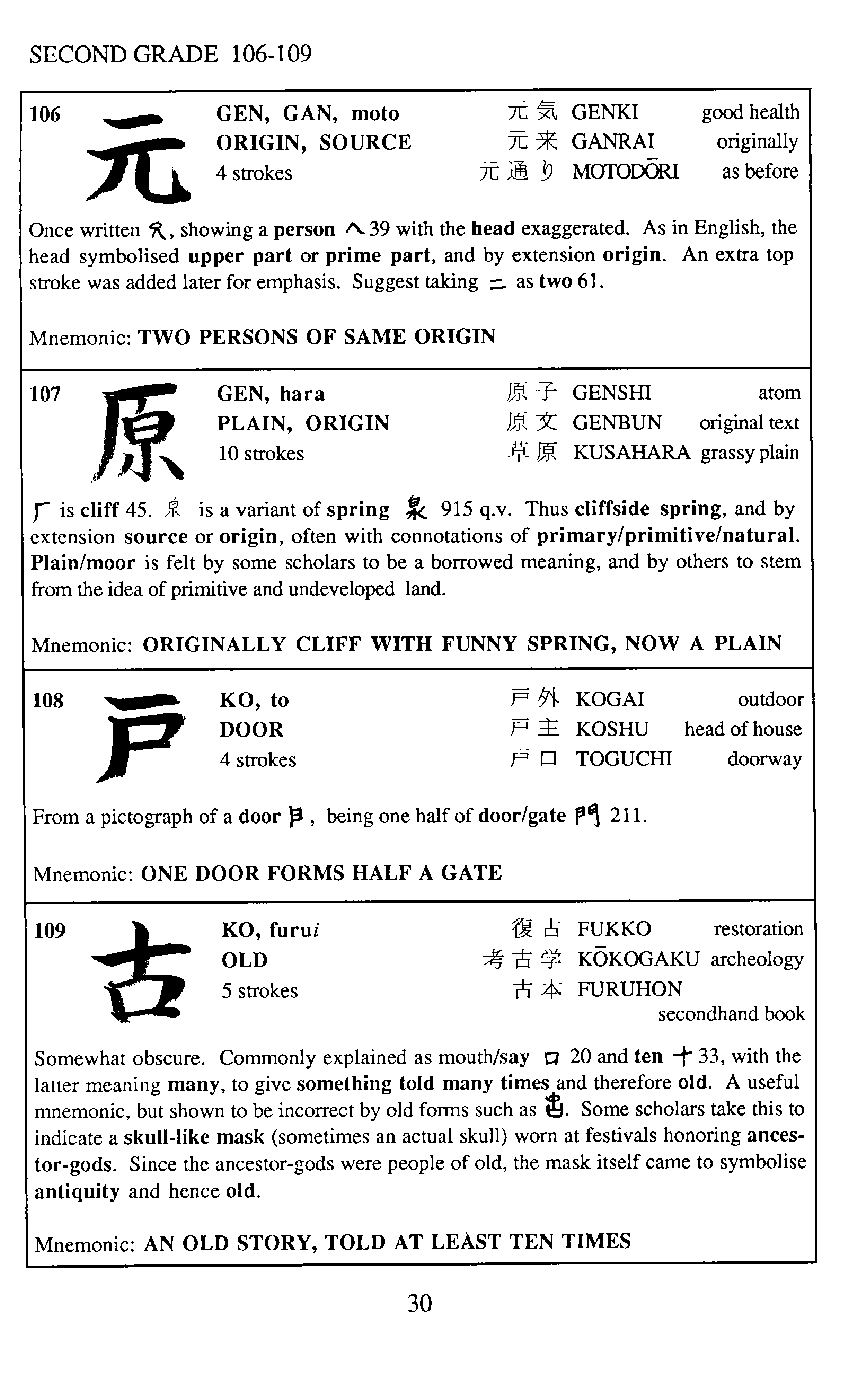 SECOND GRADE 106-109
106 元 GEN, GAN, moto 元気 GENKI good health
ORIGIN, SOURCE 元来 GANRAI originally
4 strokes 元通り MOTODŌRI as before
Once written , showing a person 39 with the head exaggerated. As in English, the
head symbolised upper part or prime part, and by extension origin. An extra top
stroke was added later for emphasis. Suggest taking 二 as two 61.
Mnemonic: TWO PERSONS OF SAME ORIGIN
107 原 GEN, hara 原子 GENSHI atom
PLAIN, ORIGIN 原文 GENBUN original text
10 strokes 草原 KUSAHARA grassy plain
厂 is cliff 45. is a variant of spring 泉 915 q.v. Thus cliffside spring, and by
extension source or origin, often with connotations of primary/primitive/natural.
Plain/moor is felt by some scholars to be a borrowed meaning, and by others to stem
from the idea of primitive and undeveloped land.
Mnemonic: ORIGINALLY CLIFF WITH FUNNY SPRING, NOW A PLAIN
108 戸 KO, to 戸外 KOGAI outdoor
DOOR 戸主 KOSHU head of house
4 strokes 戸口 TOGUCHI doorway
From a pictograph of a door , being one half of door/gate 門 211.
Mnemonic: ONE DOOR FORMS HALF A GATE
109 古 KO, furui 復古 FUKKO restoration
OLD 考古学 KŌKOGAKU archeology
5 strokes 古本 FURUHON
secondhand book
Somewhat obscure. Commonly explained as mouth/say 口 20 and ten 十 33, with the
latter meaning many, to give something told many times and therefore old. A useful
mnemonic, but shown to be incorrect by old forms such as . Some scholars take this to
indicate a skull-like mask (sometimes an actual skull) worn at festivals honoring ances-
tor-gods. Since the ancestor-gods were people of old, the mask itself came to symbolise
antiquity and hence old.
Mnemonic: AN OLD STORY, TOLD AT LEAST TEN TIMES
30